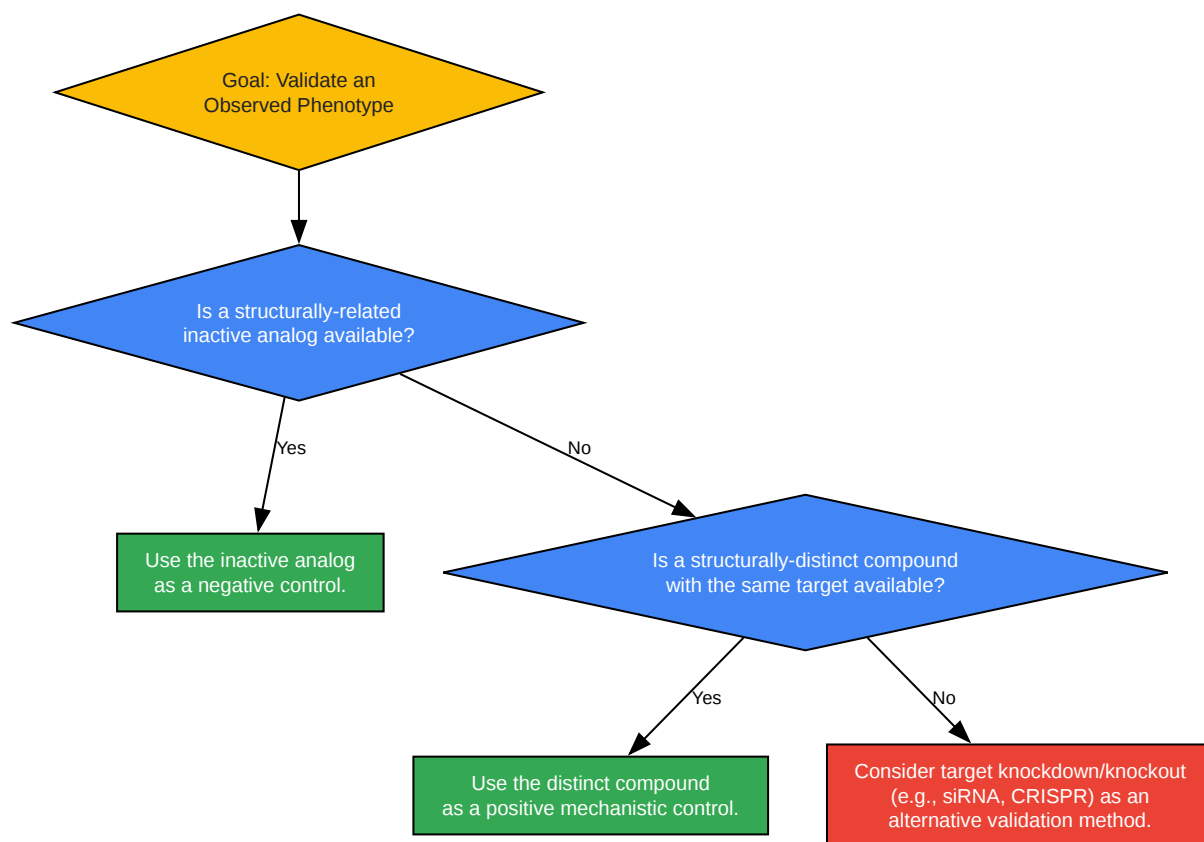 Goal: Validate an
Observed Phenotype
Is a structurally-related
inactive analog available?
Yes
No
Use the inactive analog
as a negative control.
Is a structurally-distinct compound
with the same target available?
Yes
No
Use the distinct compound
as a positive mechanistic control.
Consider target knockdown/knockout
(e.g., siRNA, CRISPR) as an
alternative validation method.